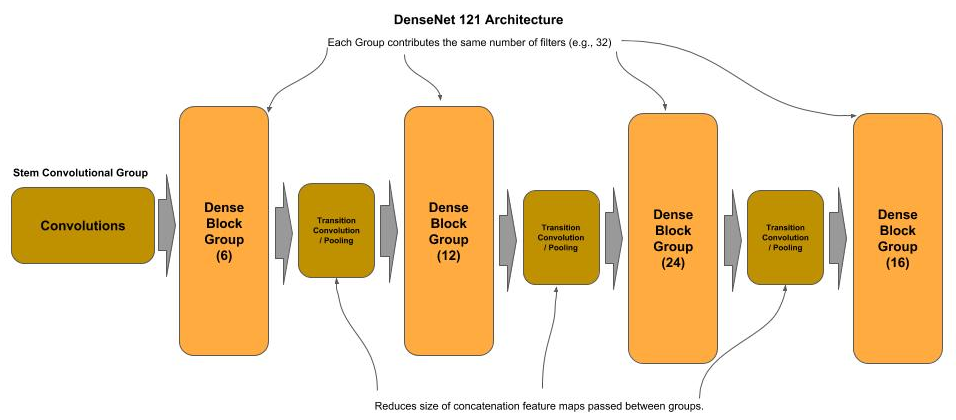 DenseNet 121 Architecture
Each Group contributes the same number of filters (e.g., 32)
Stem Convolutional Group
Convolutions
Dense
Block
Group
(6)
Transition
Convolution
/ Pooling
Dense
Block
Group
(12)
Transition
Convolution
/ Pooling
Dense
Block
Group
(24)
Transition
Convolution
/ Pooling
Dense
Block
Group
(16)
Reduces size of concatenation feature maps passed between groups.